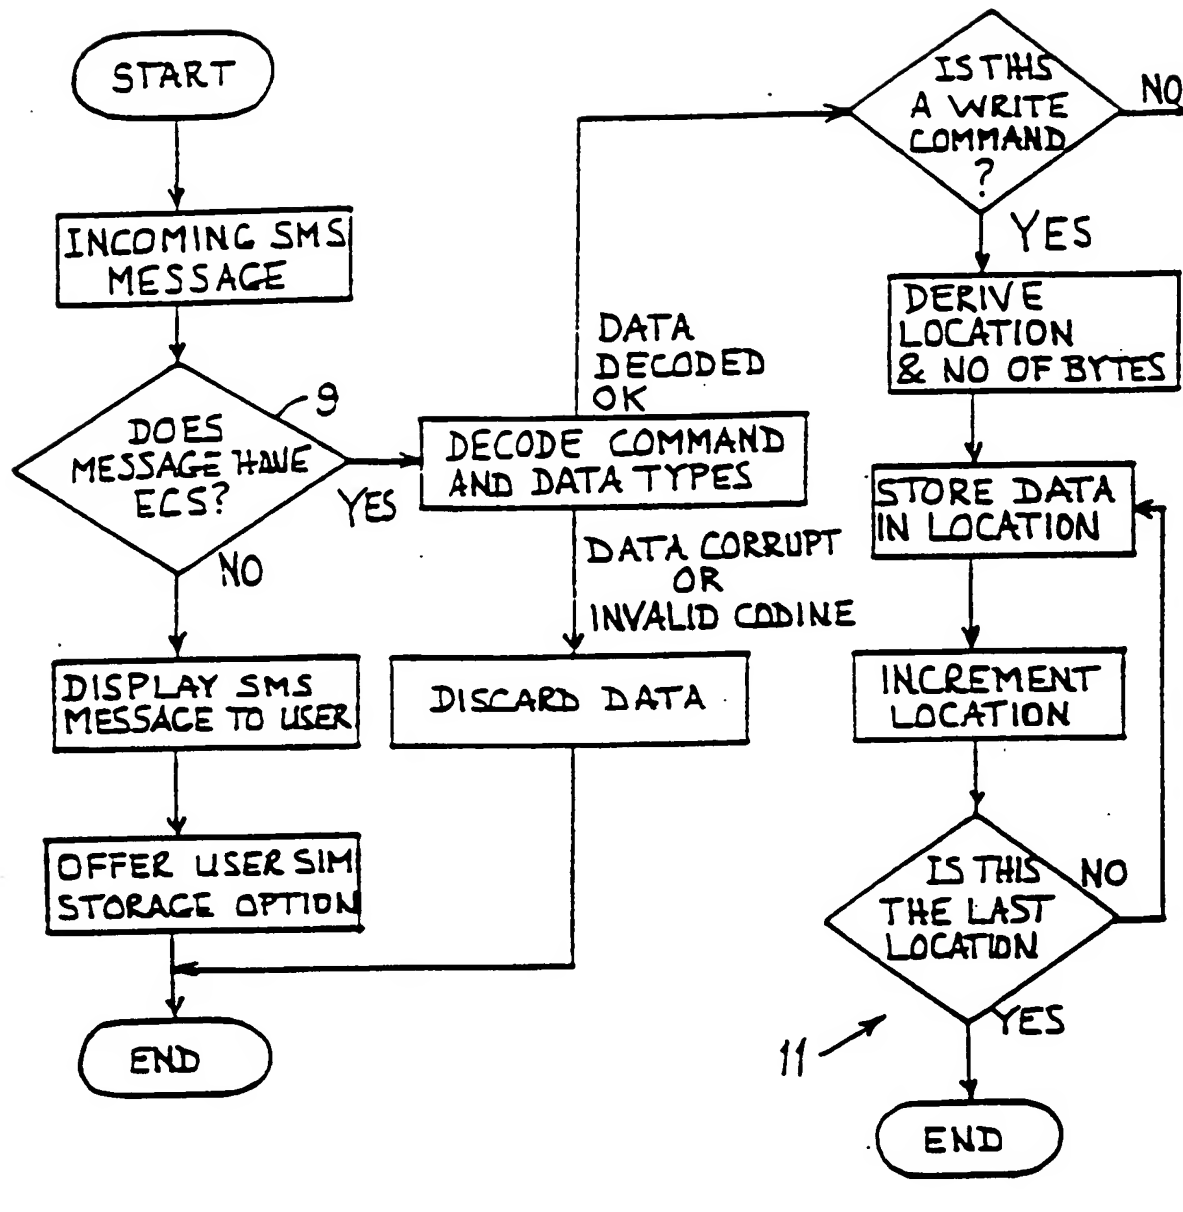 START
INCOMING SMS
MESSAGE
9
DOES
MESSAGE HAVE
ECS?
YES
NO
DISPLAY SMS
MESSAGE TO USER
OFFER USER SIM
STORAGE OPTION
END
DATA
DECODED
OK
DECODE COMMAND
AND DATA TYPES
DATA CORRUPT
OR
INVALID CODINE
DISCARD DATA
IS THIS
A WRITE
COMMAND
?
NO
YES
DERIVE
LOCATION
& NO OF BYTES
STORE DATA
IN LOCATION
INCREMENT
LOCATION
IS THIS
THE LAST
LOCATION
NO
YES
11
END